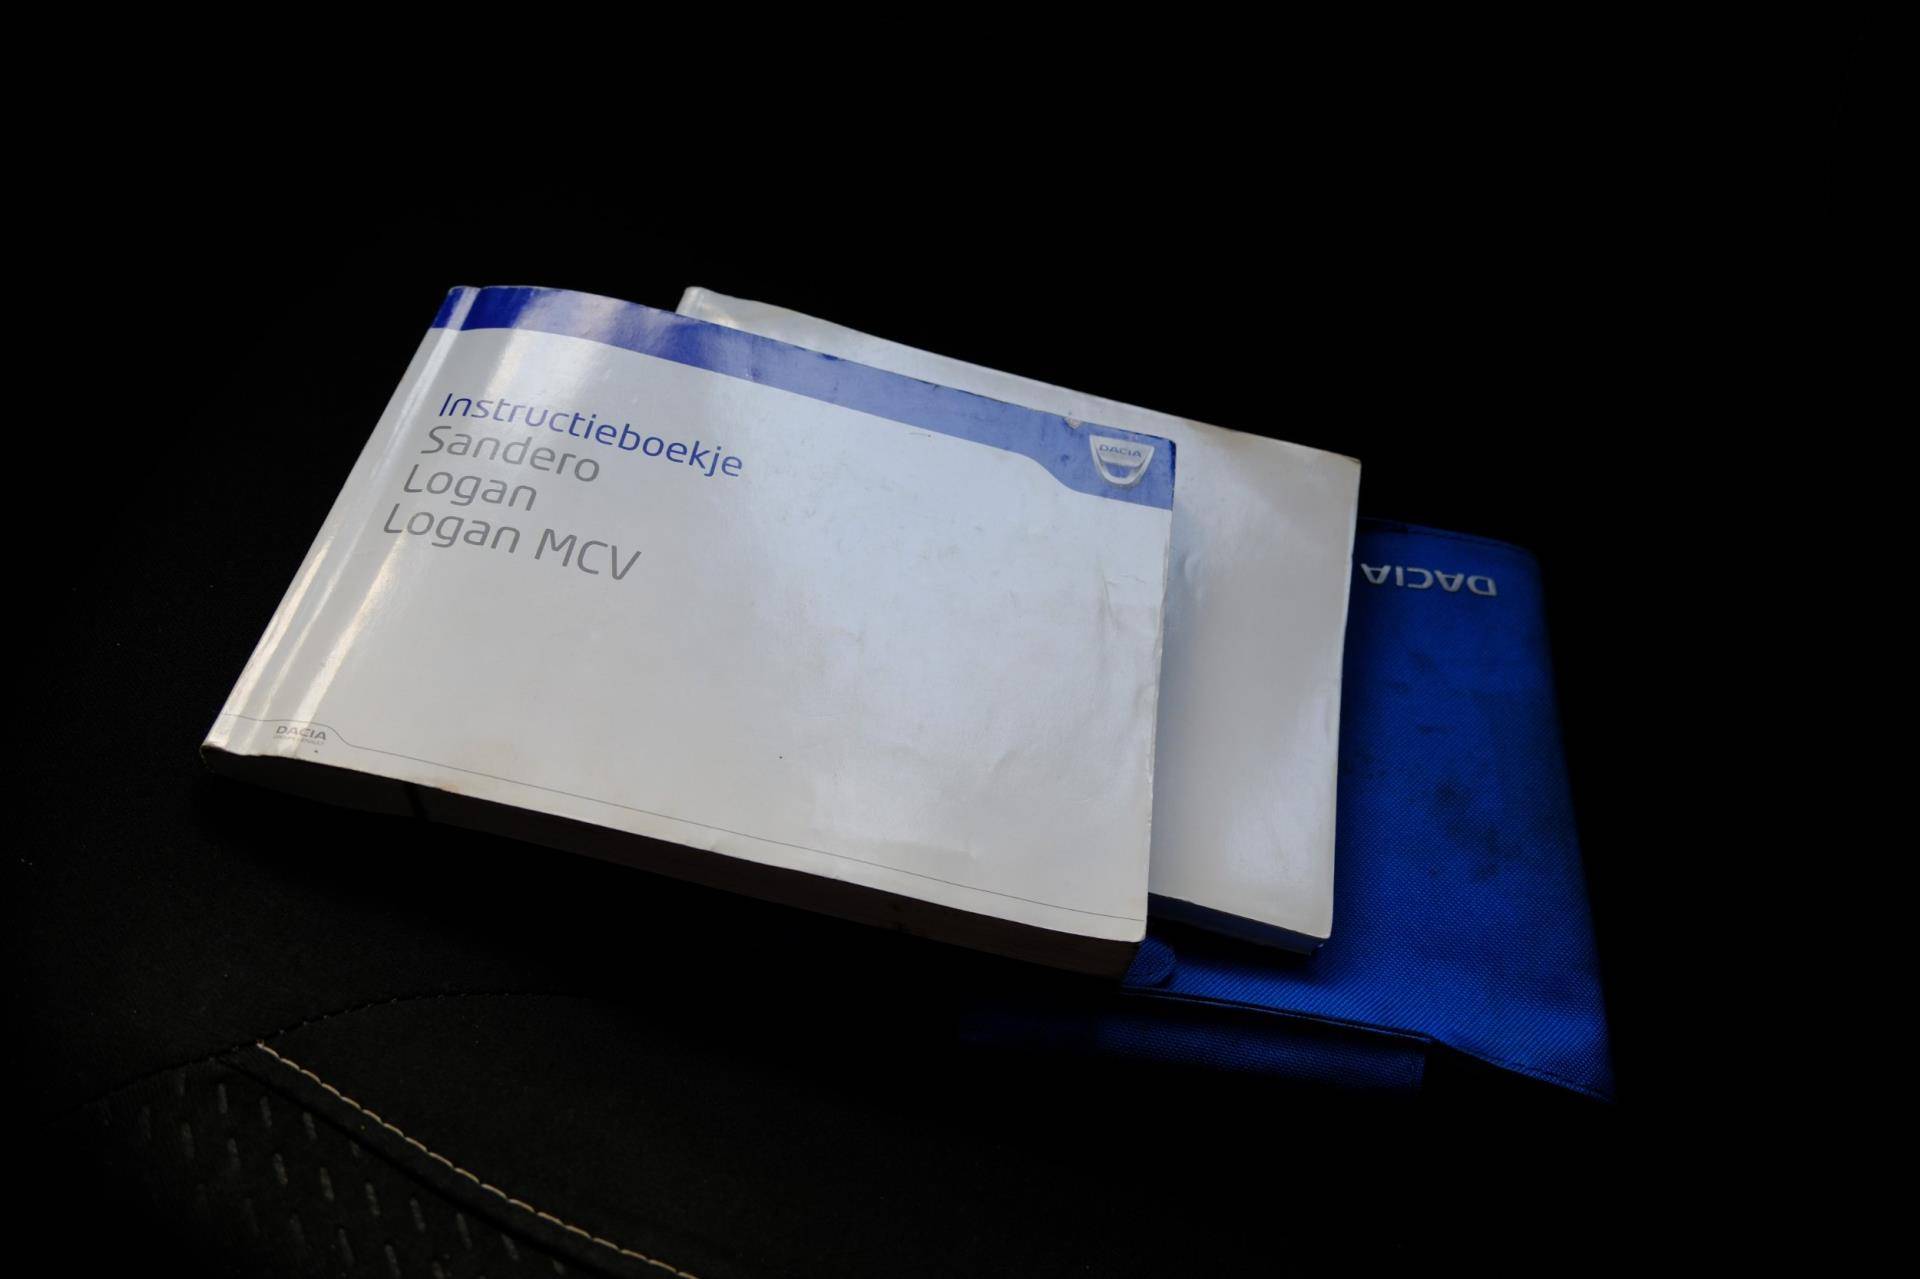 Instructieboekje
Sandero
Logan
Logan MCV
DACIA
DACIA
DACIA